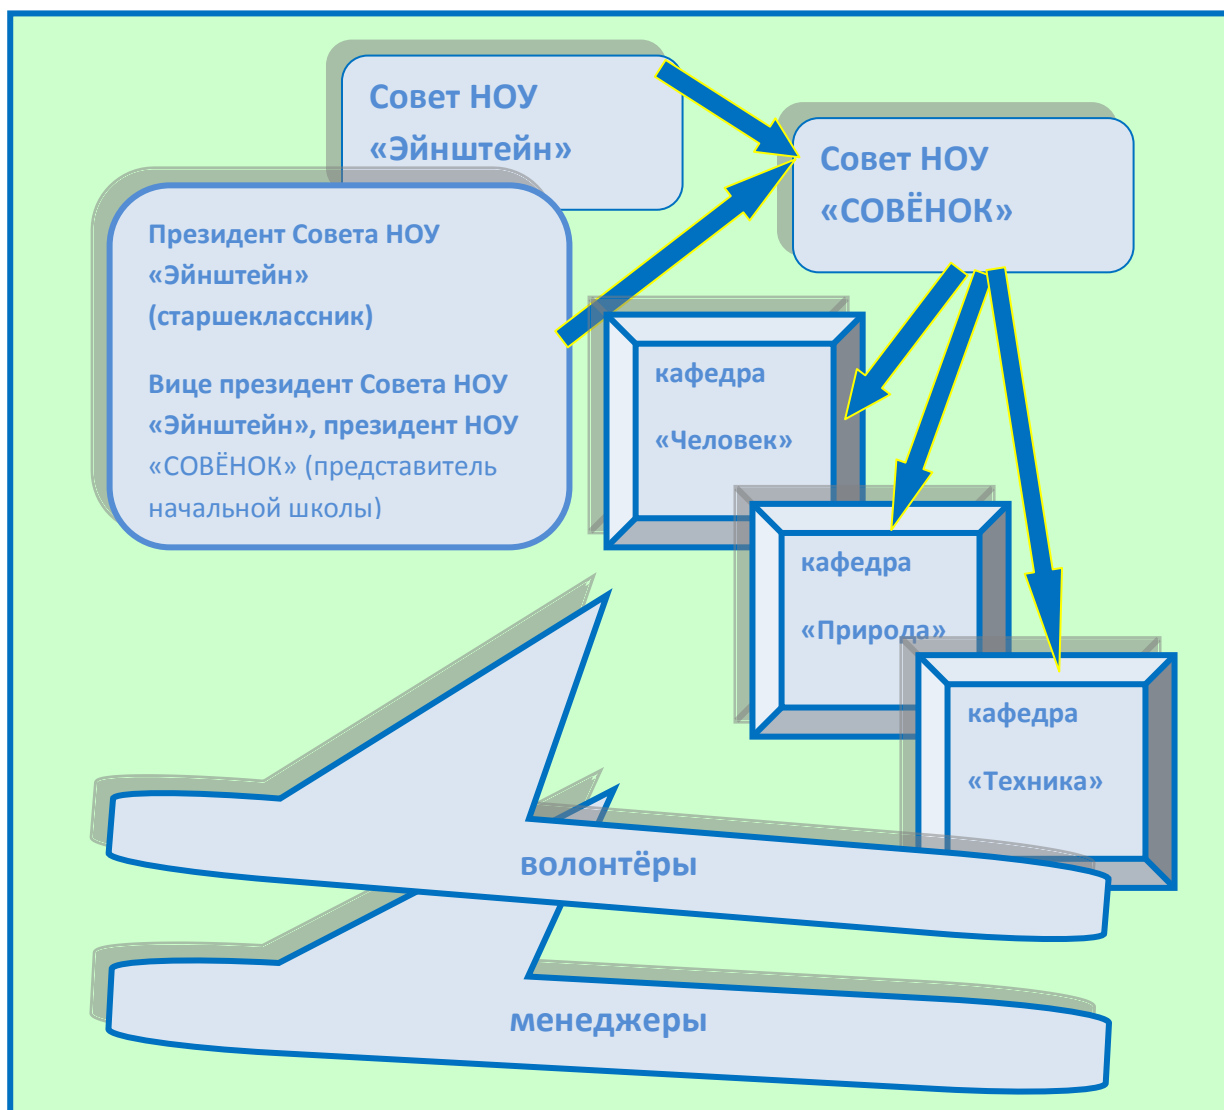 Совет НОУ
«Эйнштейн»
Совет НОУ
«СОВЁНОК»
Президент Совета НОУ
«Эйнштейн»
(старшеклассник)
Вице президент Совета НОУ
«Эйнштейн», президент НОУ
«СОВЁНОК» (представитель
начальной школы)
кафедра
«Человек»
кафедра
«Природа»
кафедра
«Техника»
волонтёры
менеджеры